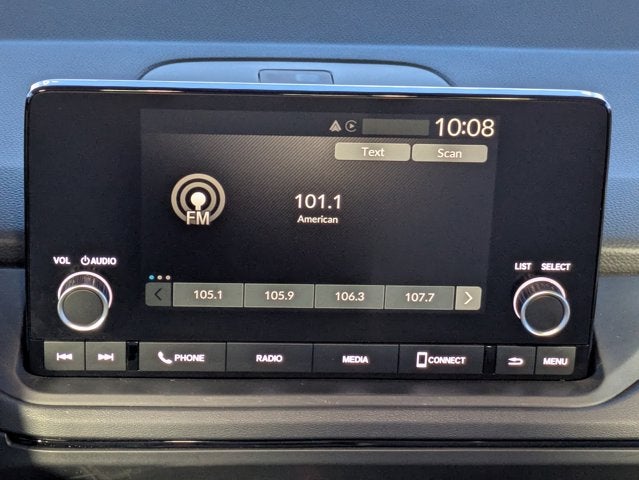 10:08
Text Scan
101.1
FM
American
VOL AUDIO
LIST SELECT
105.1 105.9 106.3 107.7
PHONE RADIO MEDIA CONNECT MENU